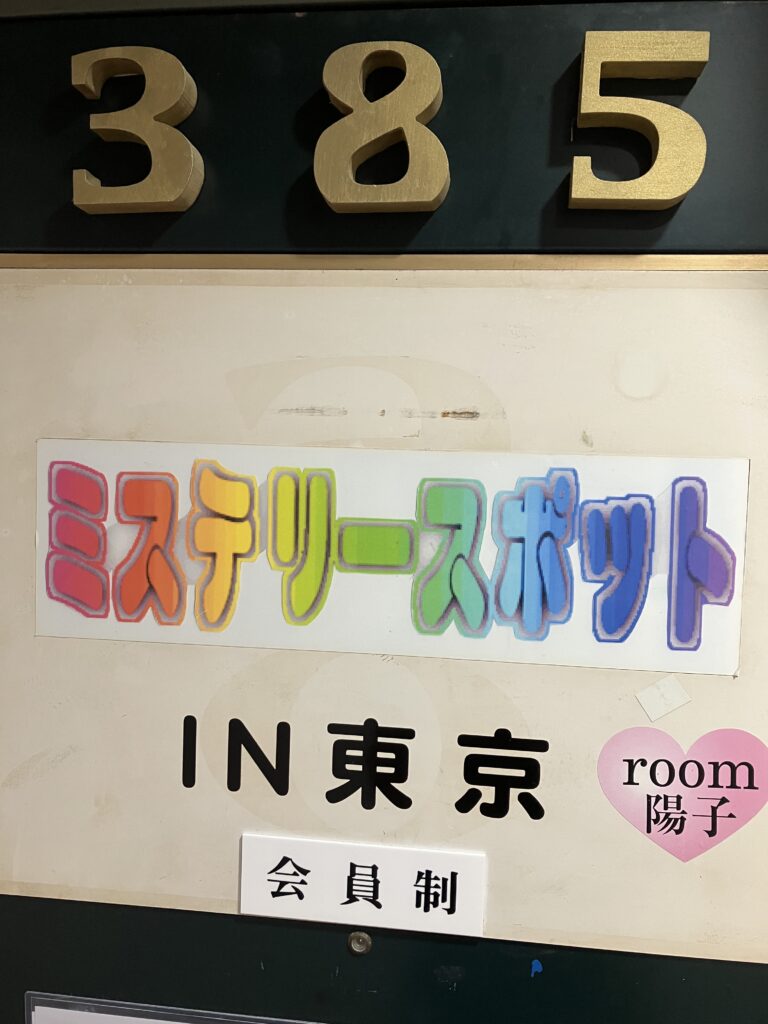 385
ミステリースポット
IN東京
room
陽子
会員制